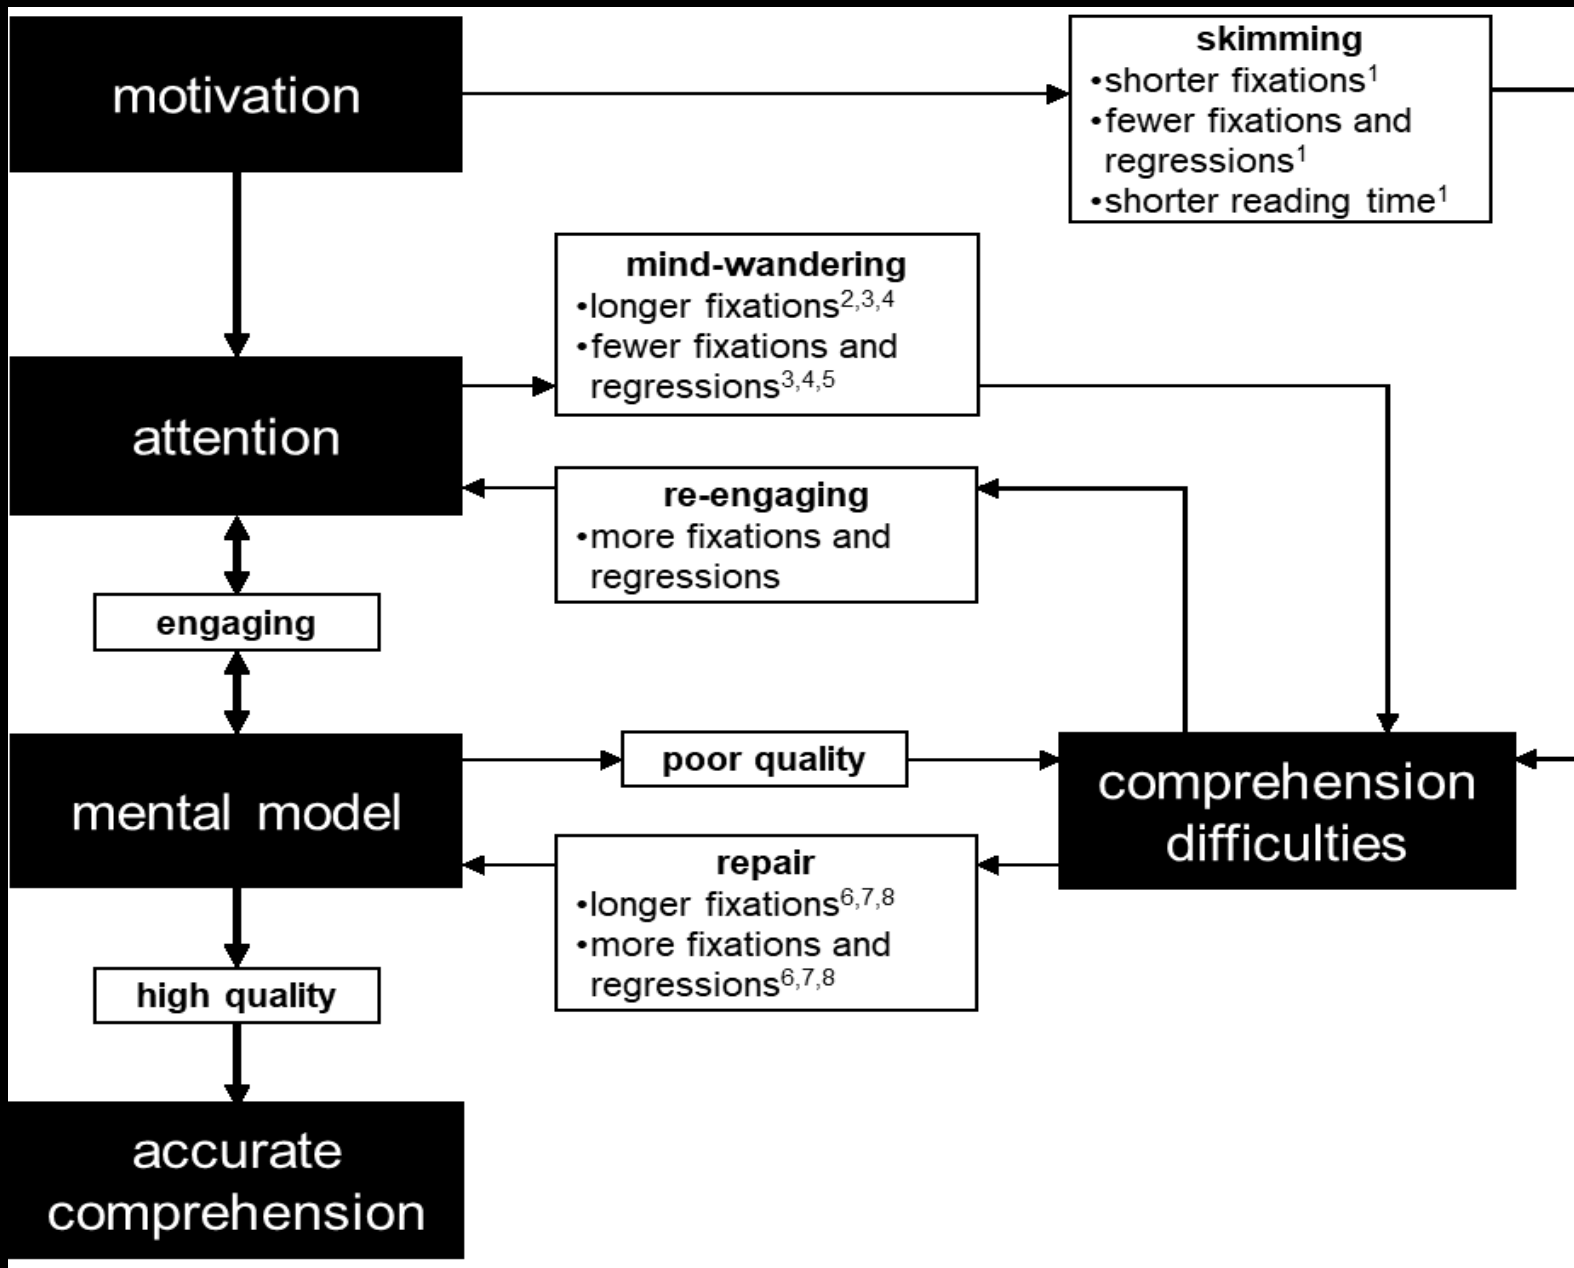 motivation
skimming
•shorter fixations¹
•fewer fixations and
regressions¹
•shorter reading time¹
mind-wandering
•longer fixations²,³,⁴
•fewer fixations and
regressions³,⁴,⁵
attention
re-engaging
•more fixations and
regressions
engaging
poor quality
comprehension
difficulties
mental model
repair
•longer fixations⁶,⁷,⁸
•more fixations and
regressions⁶,⁷,⁸
high quality
accurate
comprehension